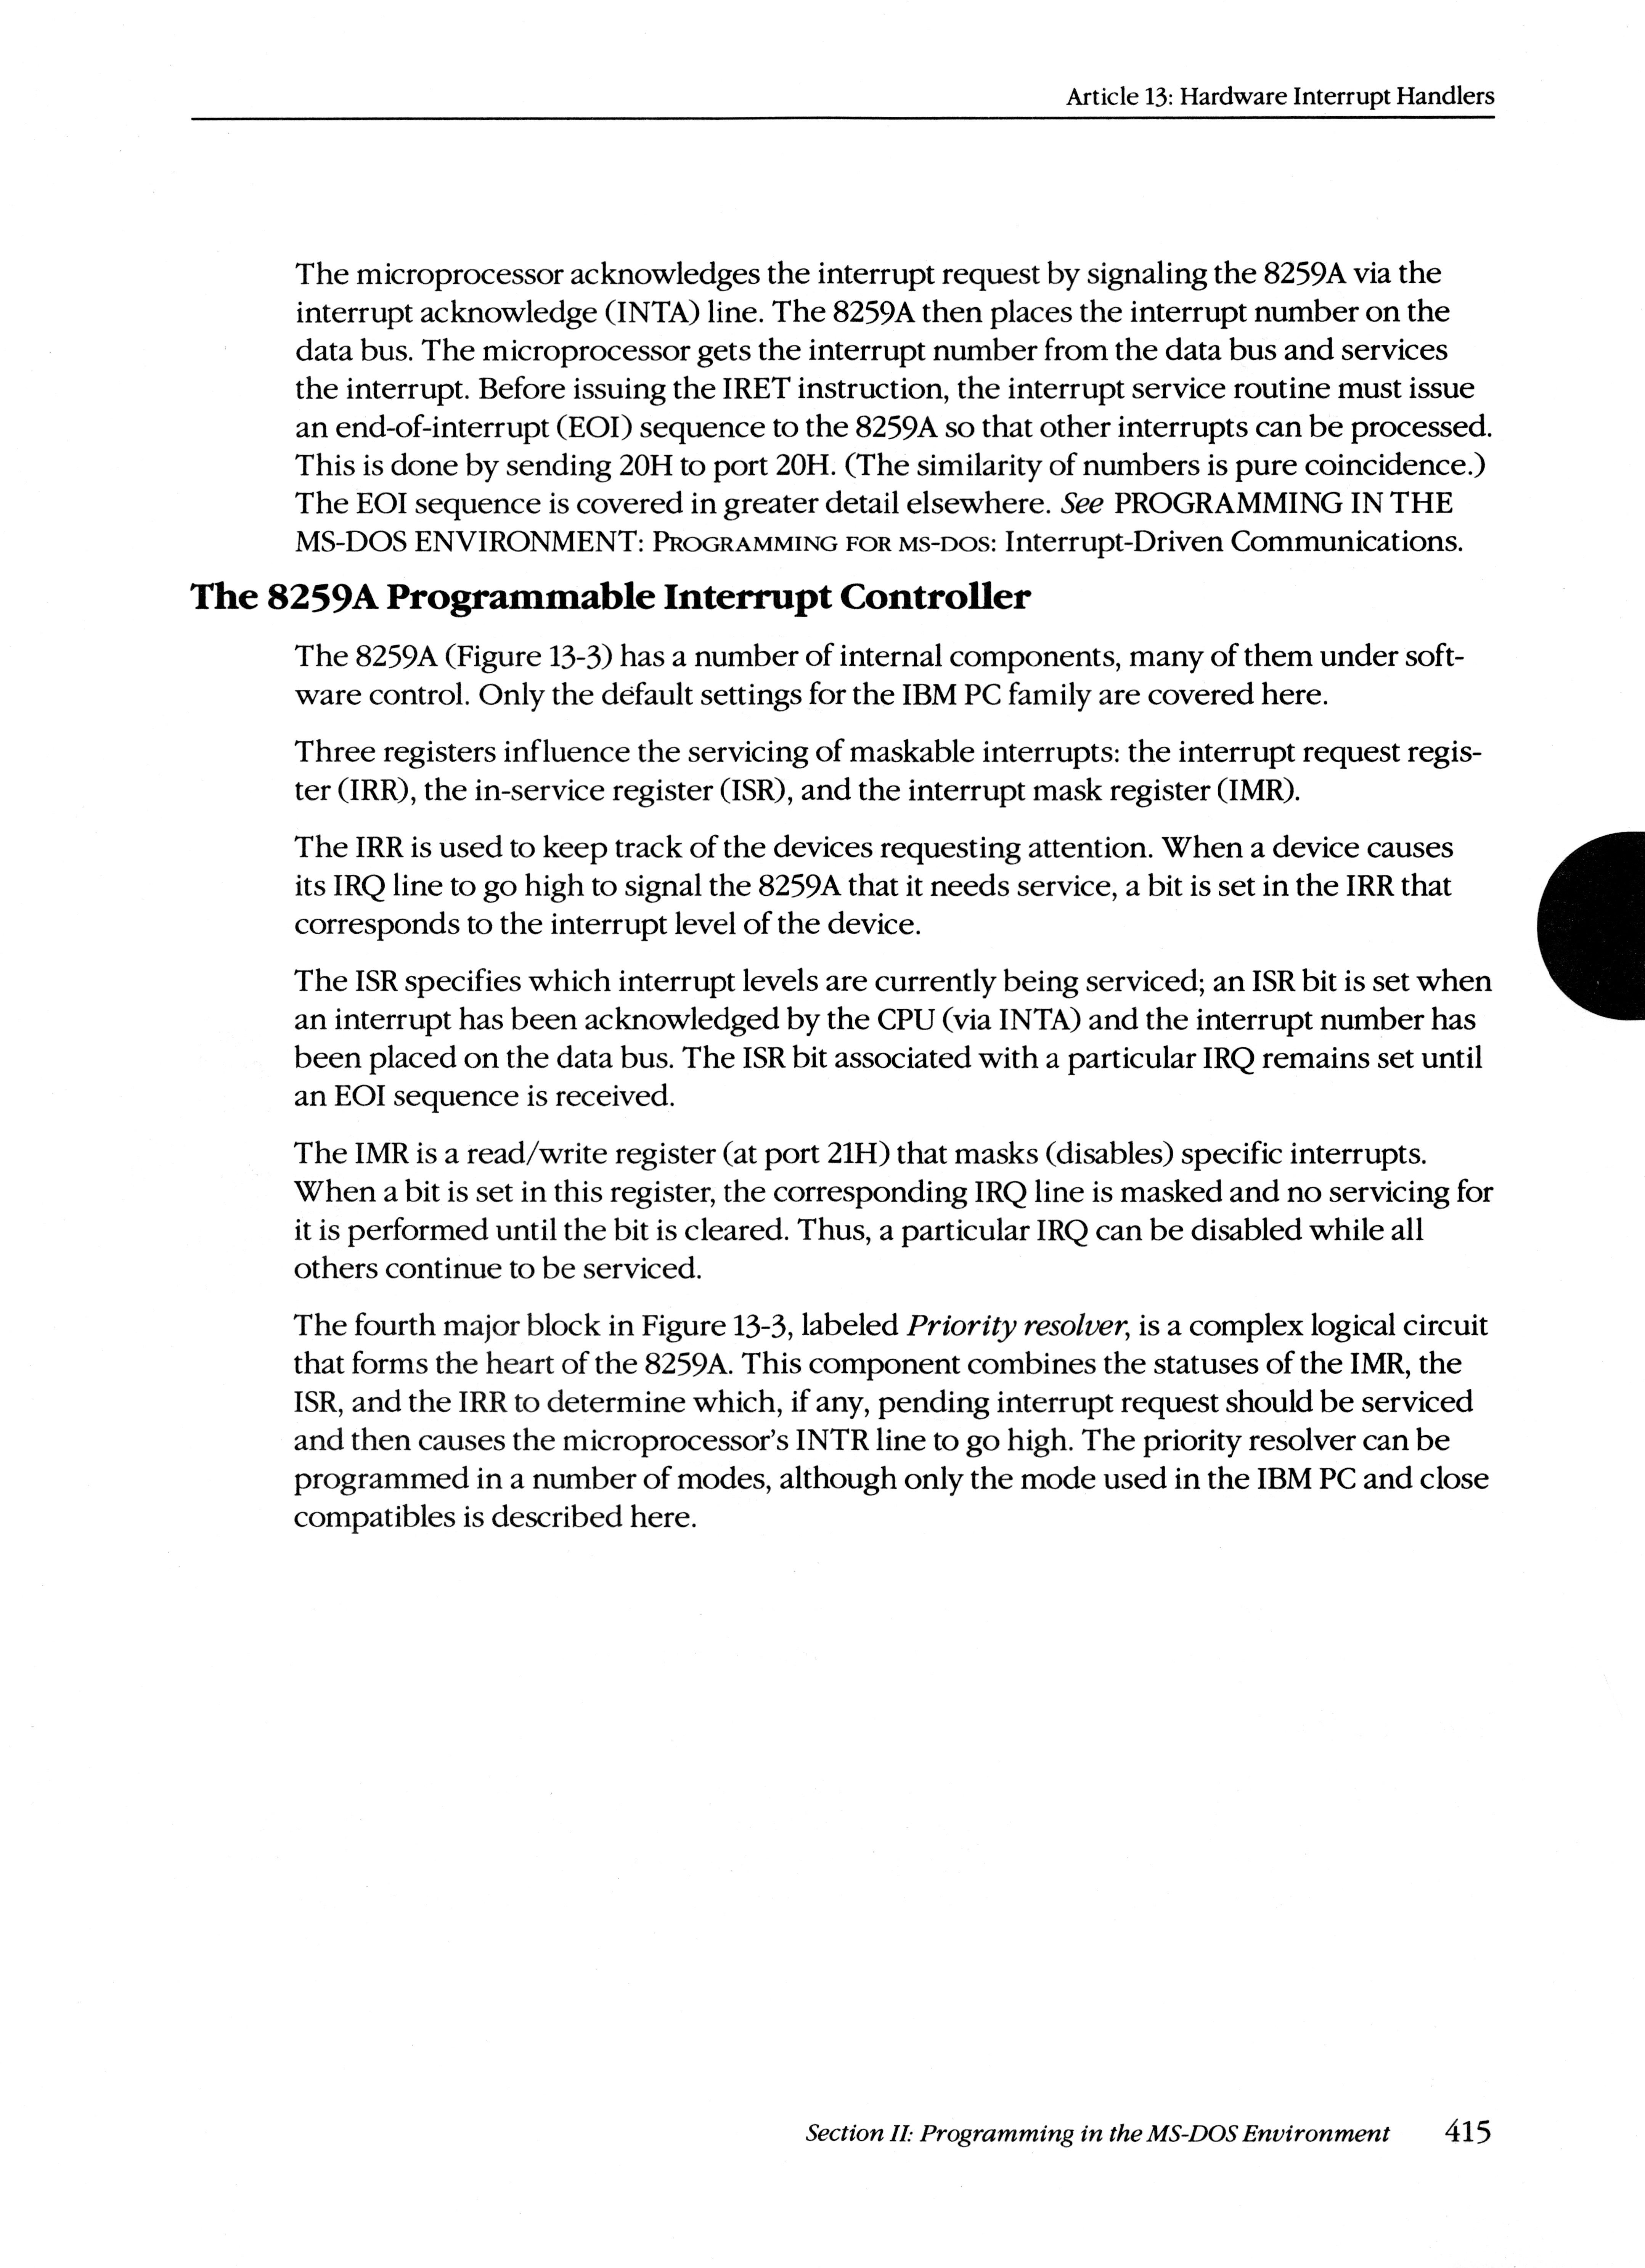 Article 13: Hardware Interrupt Handlers
The microprocessor acknowledges the interrupt request by signaling the 8259A via the
interrupt acknowledge (INTA) line. The 8259A then places the interrupt number on the
data bus. The microprocessor gets the interrupt number from the data bus and services
the interrupt. Before issuing the IRET instruction, the interrupt service routine must issue
an end-of-interrupt (EOI) sequence to the 8259A so that other interrupts can be processed.
This is done by sending 20H to port 20H. (The similarity of numbers is pure coincidence.)
The EOI sequence is covered in greater detail elsewhere. See PROGRAMMING IN THE
MS-DOS ENVIRONMENT: PROGRAMMING FOR MS-DOS: Interrupt-Driven Communications.
The 8259A Programmable Interrupt Controller
The 8259A (Figure 13-3) has a number of internal components, many of them under soft-
ware control. Only the default settings for the IBM PC family are covered here.
Three registers influence the servicing of maskable interrupts: the interrupt request regis-
ter (IRR), the in-service register (ISR), and the interrupt mask register (IMR).
The IRR is used to keep track of the devices requesting attention. When a device causes
its IRQ line to go high to signal the 8259A that it needs service, a bit is set in the IRR that
corresponds to the interrupt level of the device.
The ISR specifies which interrupt levels are currently being serviced; an ISR bit is set when
an interrupt has been acknowledged by the CPU (via INTA) and the interrupt number has
been placed on the data bus. The ISR bit associated with a particular IRQ remains set until
an EOI sequence is received.
The IMR is a read/write register (at port 21H) that masks (disables) specific interrupts.
When a bit is set in this register, the corresponding IRQ line is masked and no servicing for
it is performed until the bit is cleared. Thus, a particular IRQ can be disabled while all
others continue to be serviced.
The fourth major block in Figure 13-3, labeled Priority resolver, is a complex logical circuit
that forms the heart of the 8259A. This component combines the statuses of the IMR, the
ISR, and the IRR to determine which, if any, pending interrupt request should be serviced
and then causes the microprocessor's INTR line to go high. The priority resolver can be
programmed in a number of modes, although only the mode used in the IBM PC and close
compatibles is described here.
Section II: Programming in the MS-DOS Environment 415